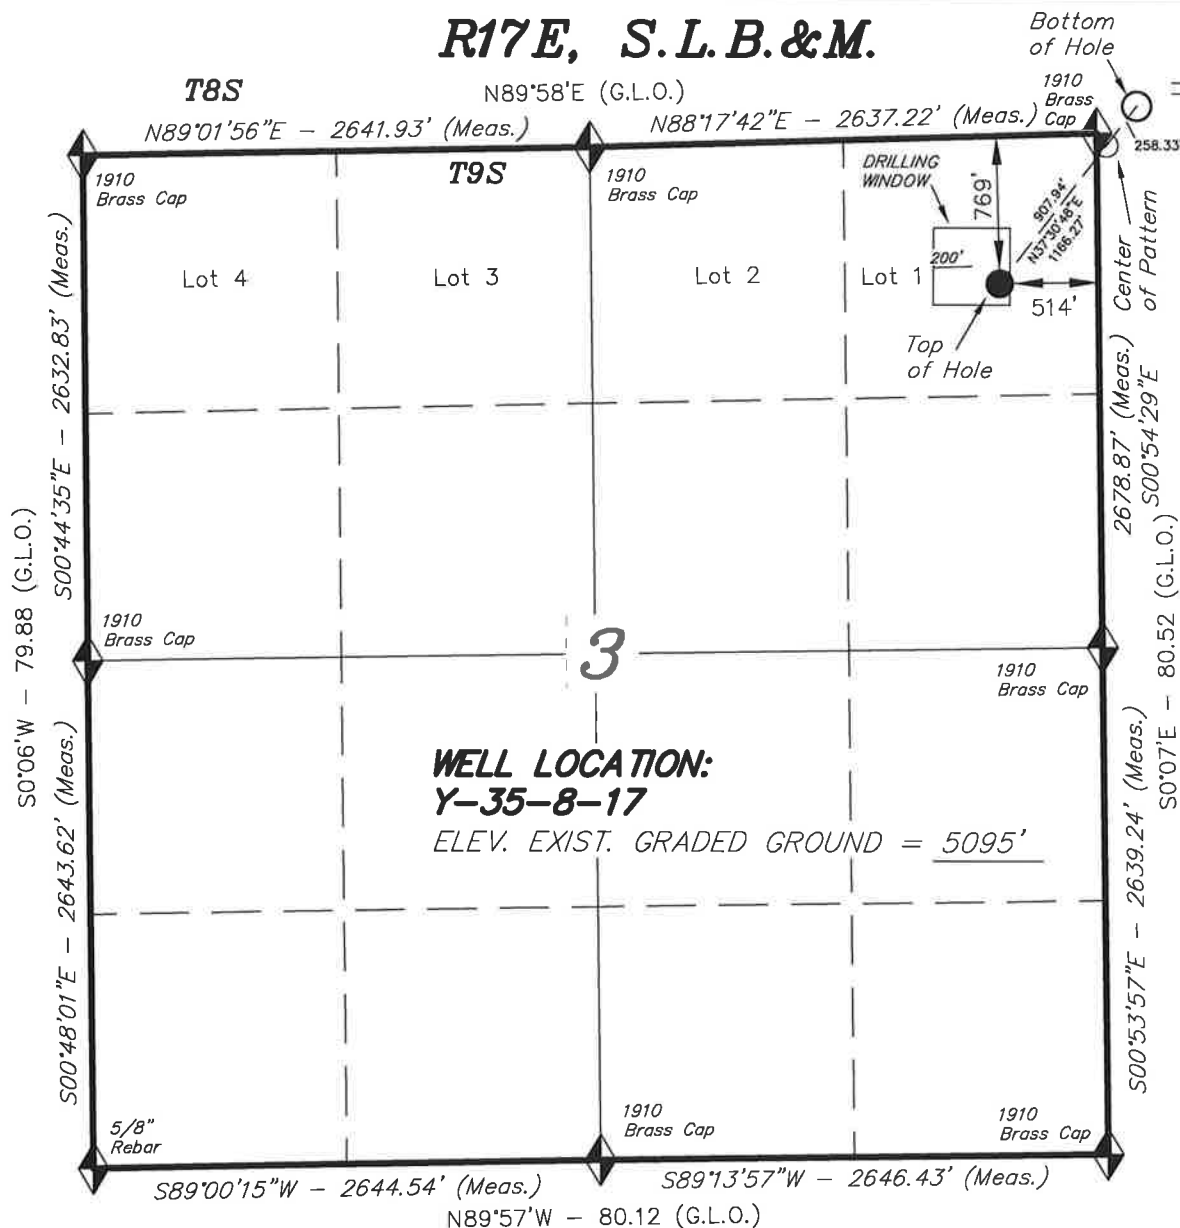 R17E, S.L.B.&M.
Bottom
of Hole
T8S
N89°58'E (G.L.O.)
N89°01'56"E - 2641.93' (Meas.)
N88°17'42"E - 2637.22' (Meas.)
1910
Brass
Cap
258.33'
1910
Brass Cap
T9S
1910
Brass Cap
DRILLING
WINDOW
769'
907.94'
N37°30'48"E
1166.27'
Center
of Pattern
Lot 4
Lot 3
Lot 2
Lot 1
200'
514'
Top
of Hole
S00°44'35"E - 2632.83' (Meas.)
2678.87' (Meas.)
S00°54'29"E
S0°06'W - 79.88 (G.L.O.)
S0°07'E - 80.52 (G.L.O.)
1910
Brass Cap
3
1910
Brass Cap
WELL LOCATION:
Y-35-8-17
ELEV. EXIST. GRADED GROUND = 5095'
S00°48'01"E - 2643.62' (Meas.)
S00°53'57"E - 2639.24' (Meas.)
5/8"
Rebar
1910
Brass Cap
1910
Brass Cap
S89°00'15"W - 2644.54' (Meas.)
S89°13'57"W - 2646.43' (Meas.)
N89°57'W - 80.12 (G.L.O.)